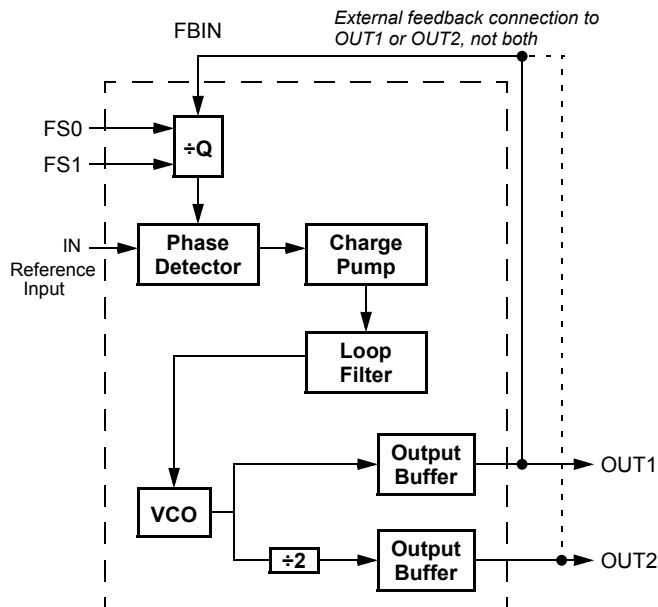 External feedback connection to
OUT1 or OUT2, not both
FBIN
FS0
FS1
÷Q
IN
Reference
Input
Phase
Detector
Charge
Pump
Loop
Filter
Output
Buffer
OUT1
VCO
÷2
Output
Buffer
OUT2